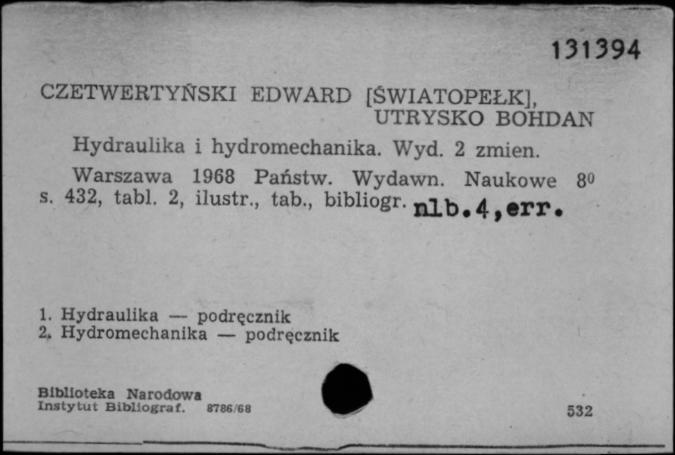 131394
CZETWERTYŃSKI EDWARD [ŚWIATOPEŁK],
UTRYSKO BOHDAN
Hydraulika i hydromechanika. Wyd. 2 zmien.
Warszawa 1968 Państw. Wydawn. Naukowe 8⁰
s. 432, tabl. 2, ilustr., tab., bibliogr. nlb.4,err.
1. Hydraulika — podręcznik
2. Hydromechanika — podręcznik
Biblioteka Narodowa
Instytut Bibliograf. 8786/68
532